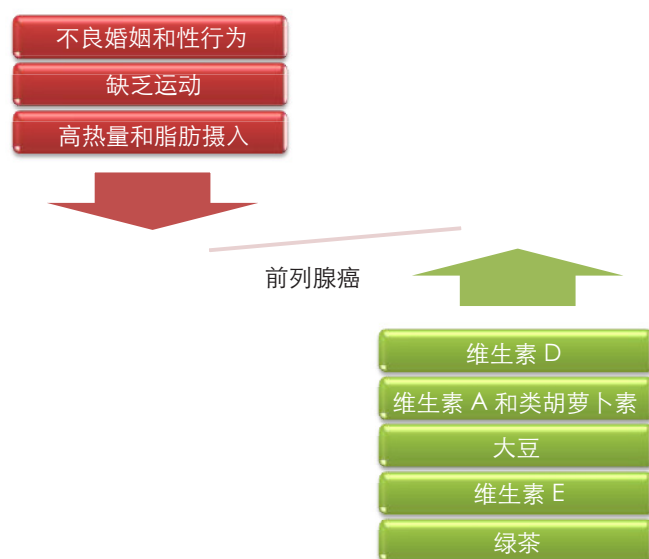 不良婚姻和性行为
缺乏运动
高热量和脂肪摄入
前列腺癌
维生素 D
维生素 A 和类胡萝卜素
大豆
维生素 E
绿茶